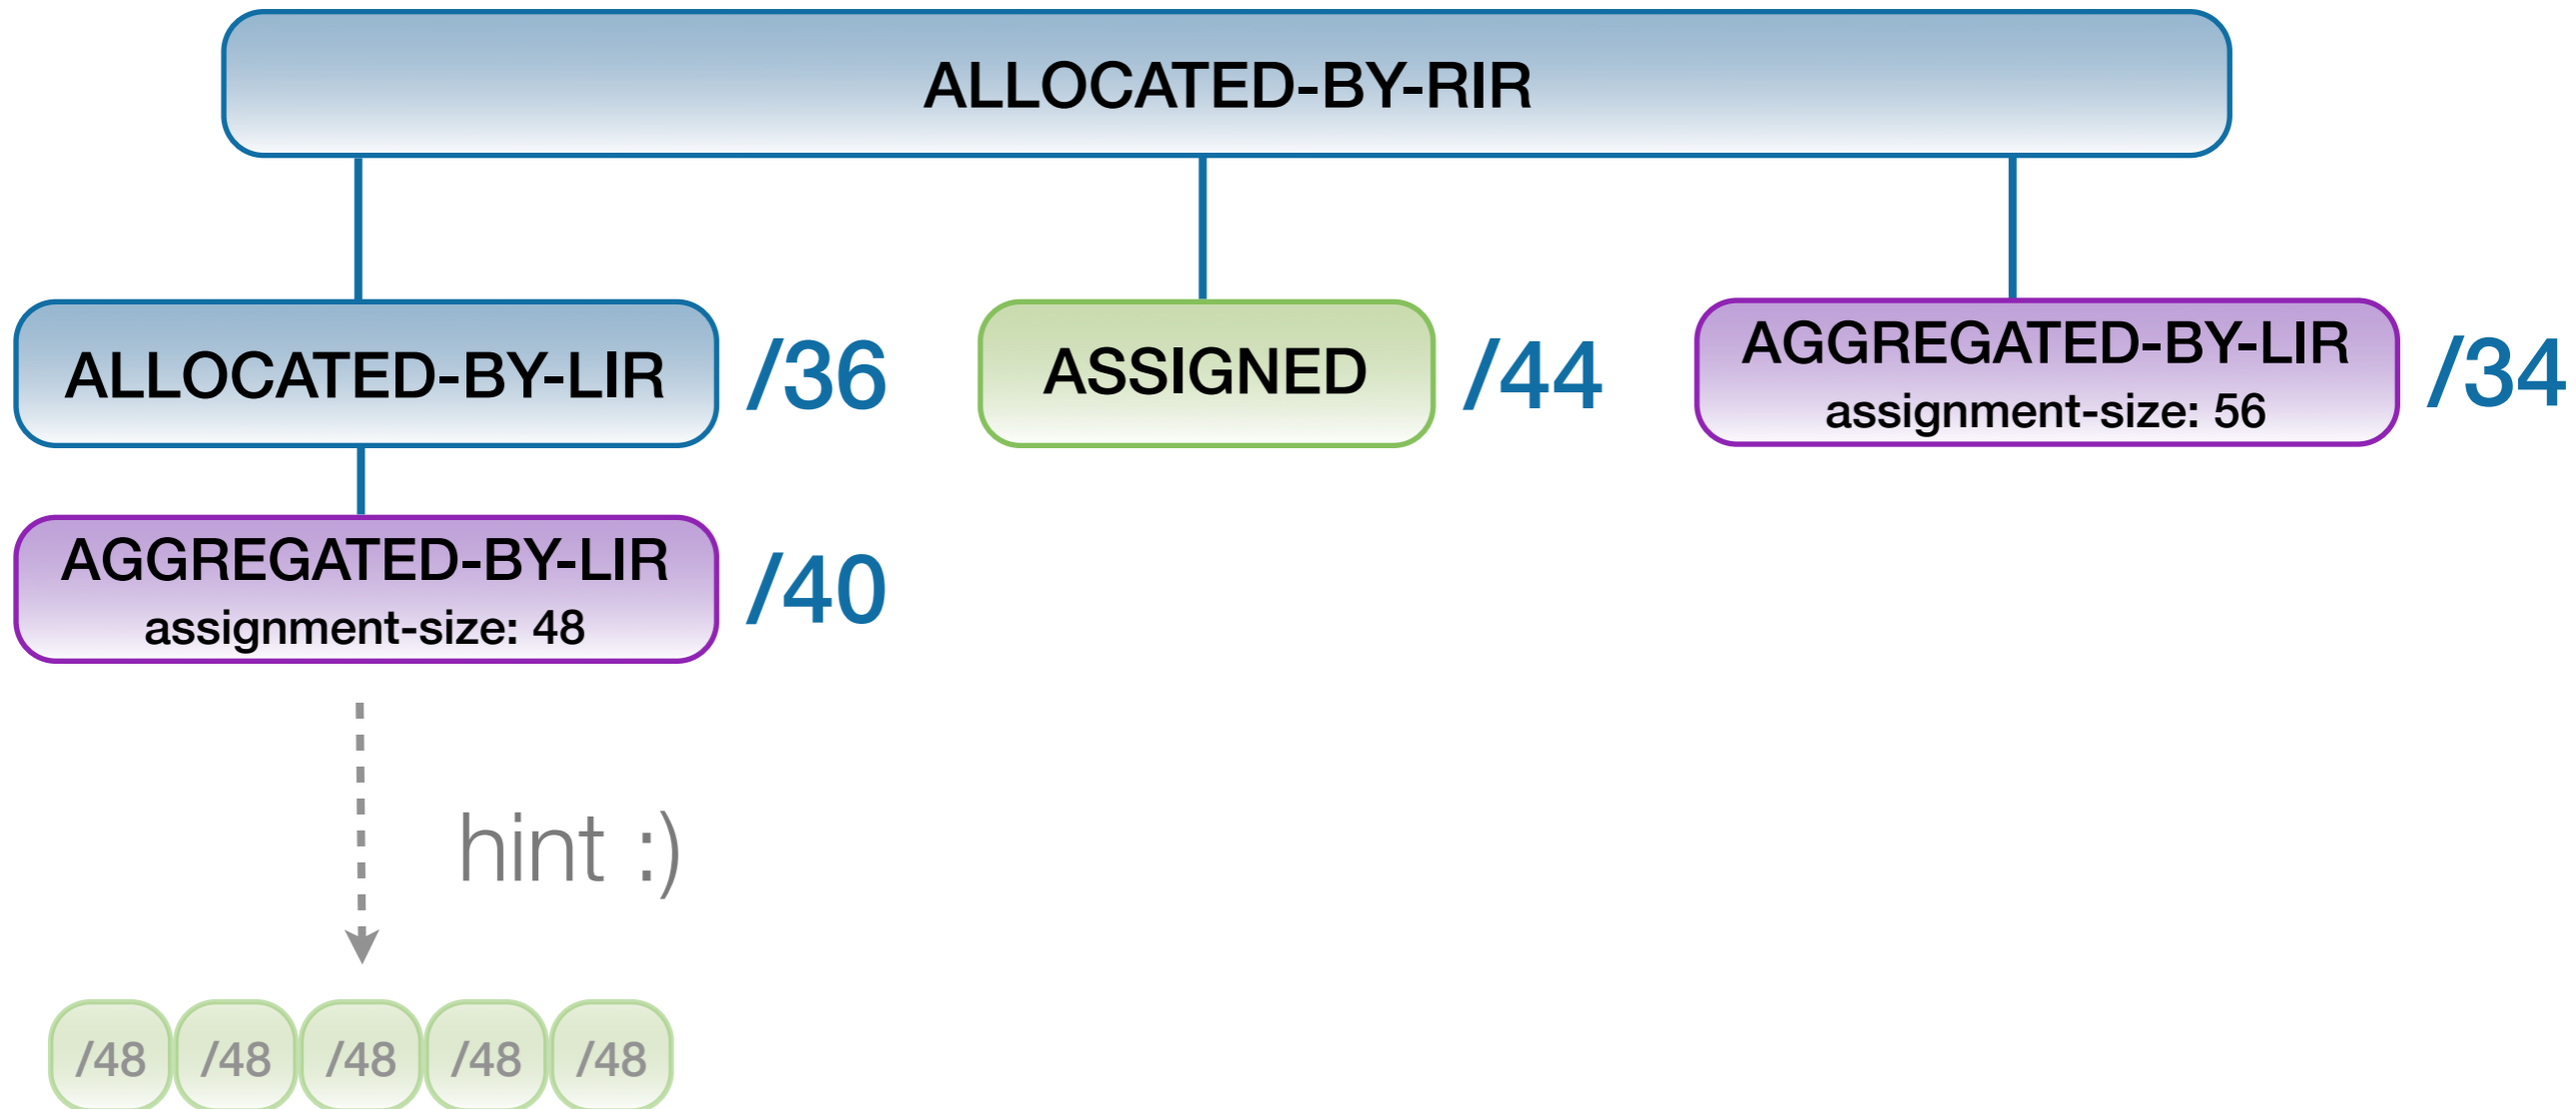 ALLOCATED-BY-RIR
ALLOCATED-BY-LIR /36
ASSIGNED /44
AGGREGATED-BY-LIR /34
assignment-size: 56
AGGREGATED-BY-LIR /40
assignment-size: 48
hint :)
/48 /48 /48 /48 /48